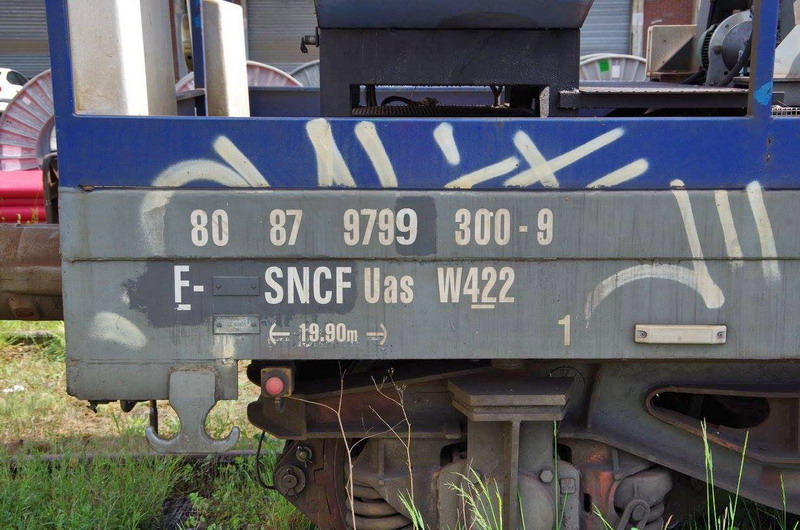 80 87 9799 300-9
F- SNCF Uas W422
← 19.90m →
1